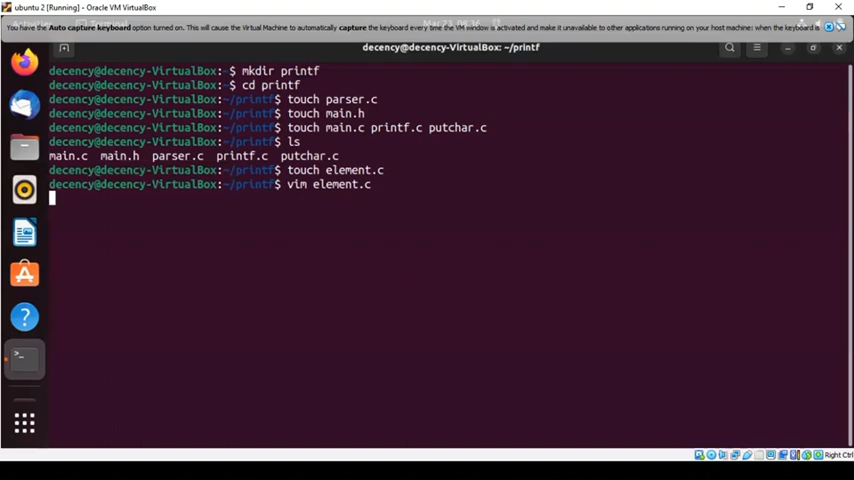 ubuntu 2 [Running] - Oracle VM VirtualBox
You have the Auto capture keyboard option turned on. This will cause the Virtual Machine to automatically capture the keyboard every time the VM window is activated and make it unavailable to other applications running on your host machine: when the keyboard is
decency@decency-VirtualBox: ~/printf
decency@decency-VirtualBox:~$ mkdir printf
decency@decency-VirtualBox:~$ cd printf
decency@decency-VirtualBox:~/printf$ touch parser.c
decency@decency-VirtualBox:~/printf$ touch main.h
decency@decency-VirtualBox:~/printf$ touch main.c printf.c putchar.c
decency@decency-VirtualBox:~/printf$ ls
main.c main.h parser.c printf.c putchar.c
decency@decency-VirtualBox:~/printf$ touch element.c
decency@decency-VirtualBox:~/printf$ vim element.c
Right Ctrl